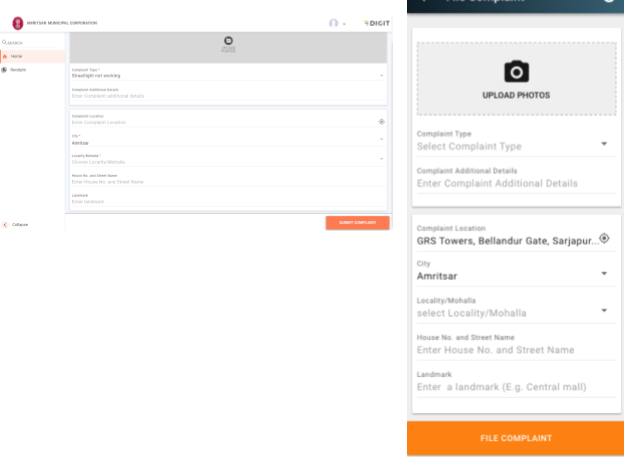 AMRITSAR MUNICIPAL CORPORATION
DIGIT
SEARCH
Home
Receipts
Collapse
UPLOAD PHOTOS
Complaint Type *
Streetlight not working
Complaint Additional Details
Enter Complaint additional details
Complaint Location
Enter Complaint Location
City *
Amritsar
Locality/Mohalla *
Choose Locality/Mohalla
House No. and Street Name
Enter House No. and Street Name
Landmark
Enter landmark
SUBMIT COMPLAINT
File Complaint
UPLOAD PHOTOS
Complaint Type
Select Complaint Type
Complaint Additional Details
Enter Complaint Additional Details
Complaint Location
GRS Towers, Bellandur Gate, Sarjapur...
City
Amritsar
Locality/Mohalla
select Locality/Mohalla
House No. and Street Name
Enter House No. and Street Name
Landmark
Enter a landmark (E.g. Central mall)
FILE COMPLAINT